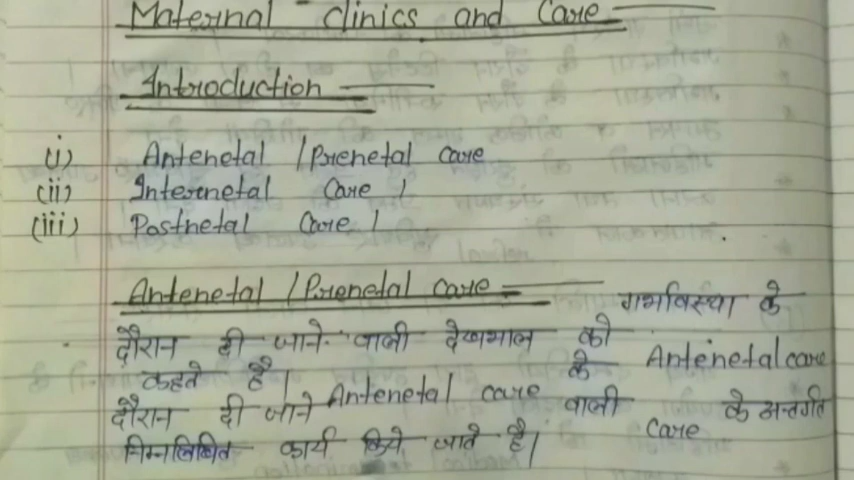 Maternal Clinics and Care
Introduction
(i) Antenetal / Prenetal care
(ii) Internetal Care |
(iii) Postnetal Care |
Antenetal / Prenetal care = गर्भावस्था के
दौरान दी जाने वाली देखभाल को Antenetal care
कहते है। के
दौरान दी जाने Antenetal care वाली care के अन्तर्गत
निम्नलिखित कार्य किये जाते है।